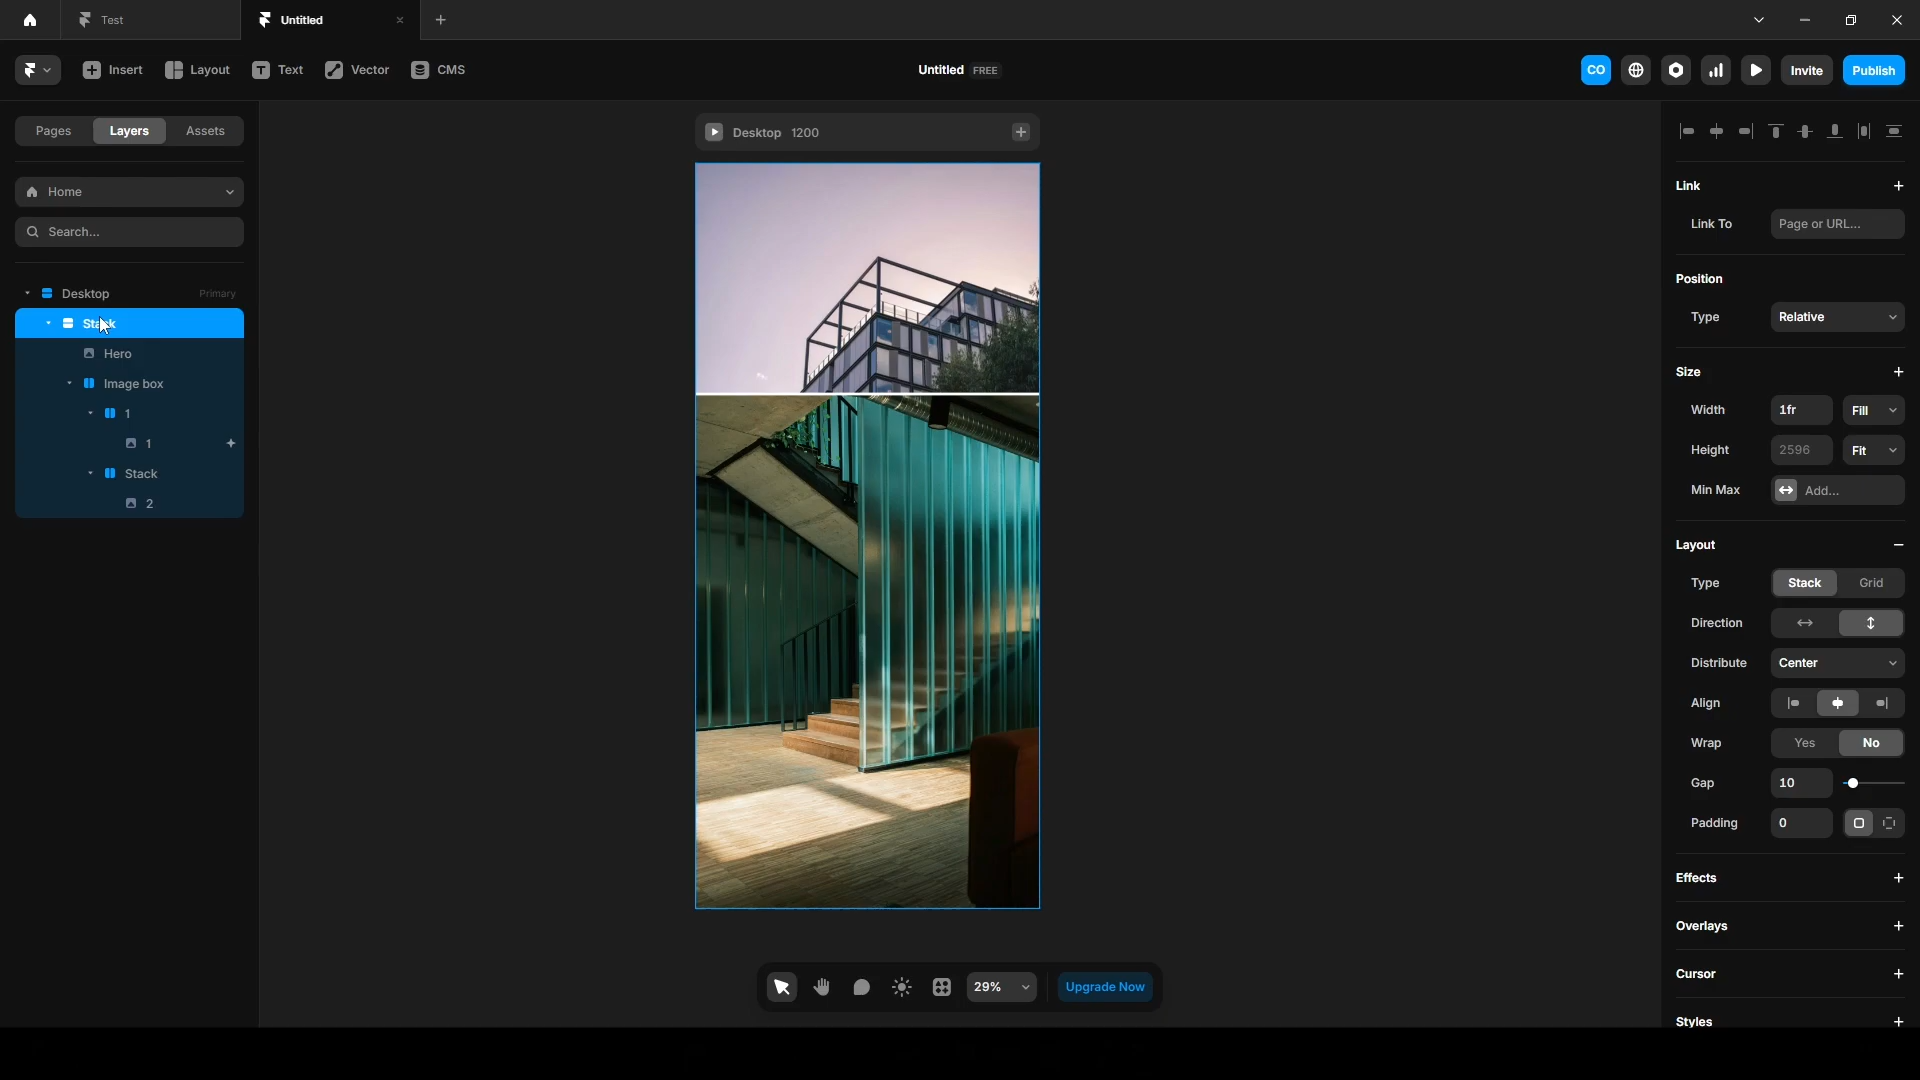 Test
Untitled
Insert
Layout
Text
Vector
CMS
Untitled FREE
CO
Invite
Publish
Pages
Layers
Assets
Home
Search...
Desktop
Primary
Stack
Hero
Image box
1
1
Stack
2
Desktop 1200
29%
Upgrade Now
Link
Link To
Page or URL...
Position
Type
Relative
Size
Width
1fr
Fill
Height
2596
Fit
Min Max
Add...
Layout
Type
Stack
Grid
Direction
Distribute
Center
Align
Wrap
Yes
No
Gap
10
Padding
0
Effects
Overlays
Cursor
Styles